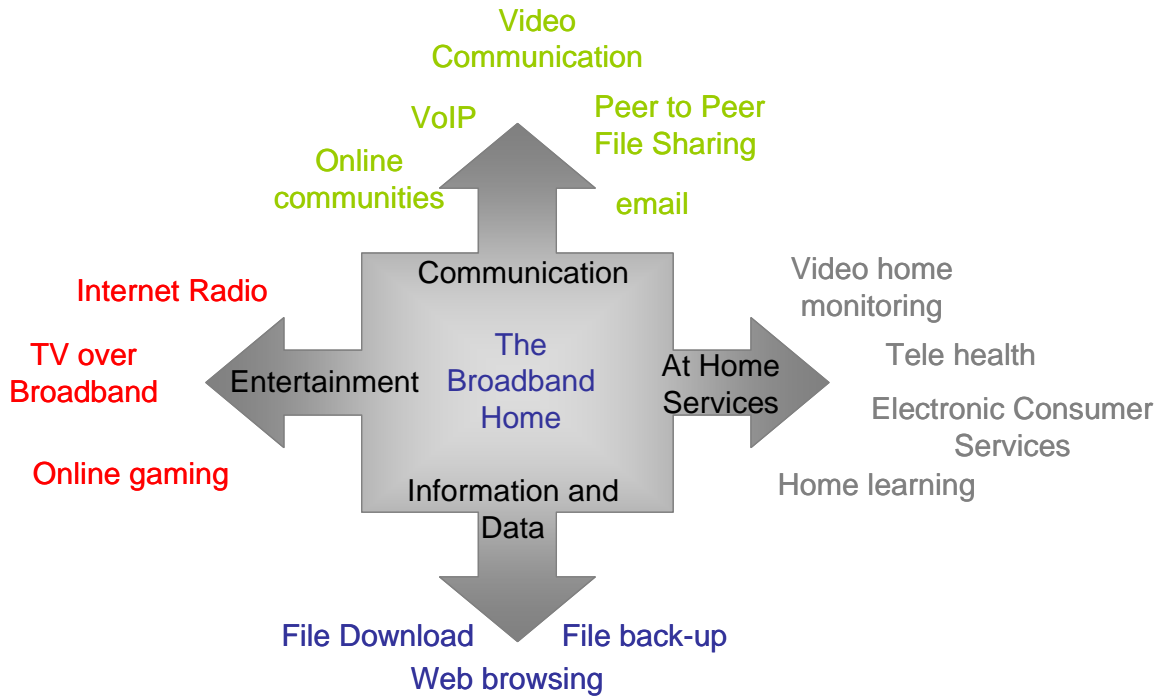 Video
Communication
VoIP
Peer to Peer
File Sharing
Online
communities
email
Communication
Internet Radio
TV over
Broadband
Online gaming
Entertainment
The
Broadband
Home
At Home
Services
Video home
monitoring
Tele health
Electronic Consumer
Services
Home learning
Information and
Data
File Download
File back-up
Web browsing